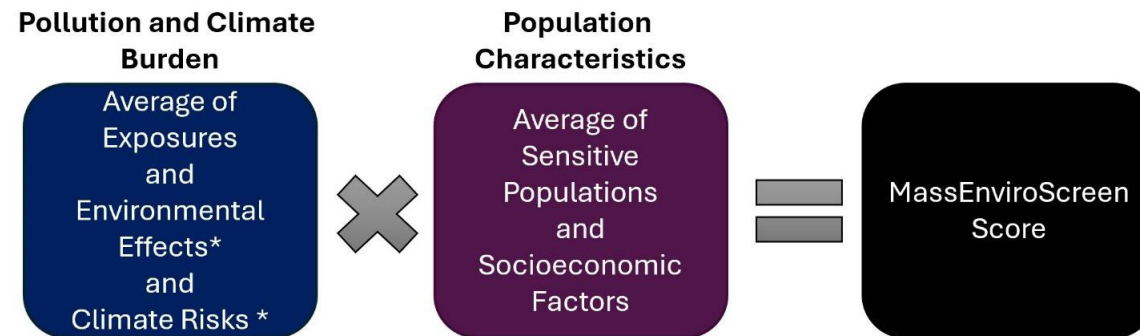 Pollution and Climate
Burden
Average of
Exposures
and
Environmental
Effects*
and
Climate Risks *
Population
Characteristics
Average of
Sensitive
Populations
and
Socioeconomic
Factors
MassEnviroScreen
Score